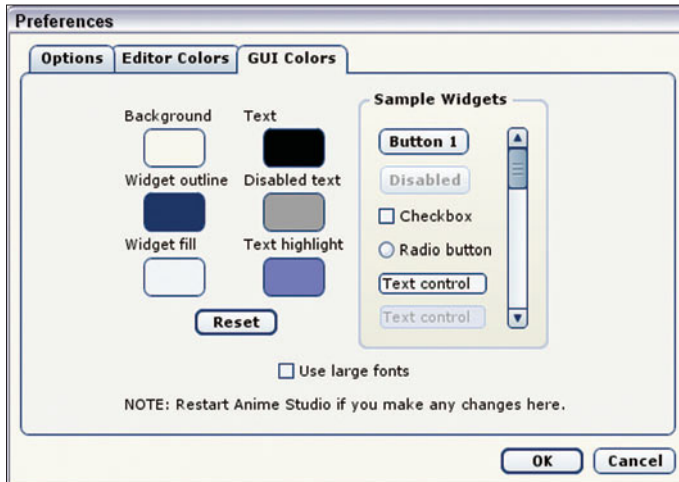 Preferences
Options Editor Colors GUI Colors
Sample Widgets
Background Text
Button 1
Widget outline Disabled text
Disabled
Checkbox
Widget fill Text highlight
Radio button
Text control
Reset
Text control
Use large fonts
NOTE: Restart Anime Studio if you make any changes here.
OK Cancel